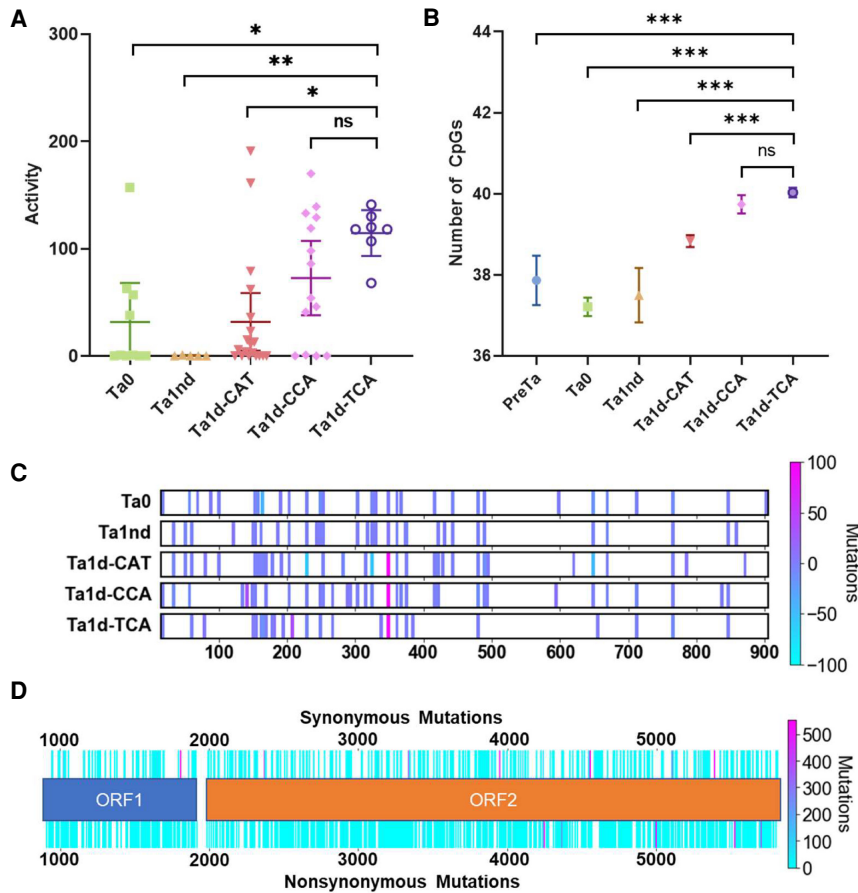 A
300
200
100
0
Activity
*
**
*
ns
Ta0
Ta1nd
Ta1d-CAT
Ta1d-CCA
Ta1d-TCA
B
44
42
40
38
36
Number of CpGs
***
***
***
***
ns
PreTa
Ta0
Ta1nd
Ta1d-CAT
Ta1d-CCA
Ta1d-TCA
C
Ta0
Ta1nd
Ta1d-CAT
Ta1d-CCA
Ta1d-TCA
100 200 300 400 500 600 700 800 900
100
50
0
−50
−100
Mutations
D
Synonymous Mutations
1000 2000 3000 4000 5000
ORF1 ORF2
1000 2000 3000 4000 5000
Nonsynonymous Mutations
500
400
300
200
100
0
Mutations